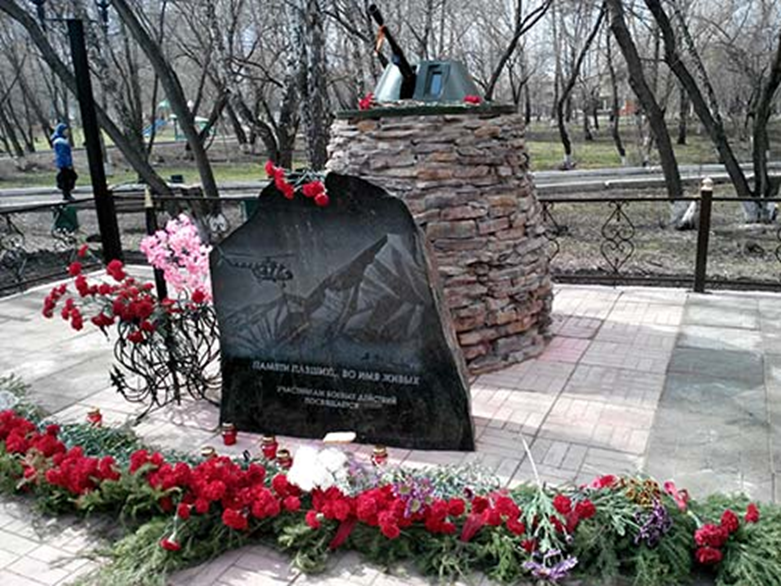 ПАМЯТИ ПАВШИХ, ВО ИМЯ ЖИВЫХ
УЧАСТНИКАМ БОЕВЫХ ДЕЙСТВИЙ
ПОСВЯЩАЕТСЯ